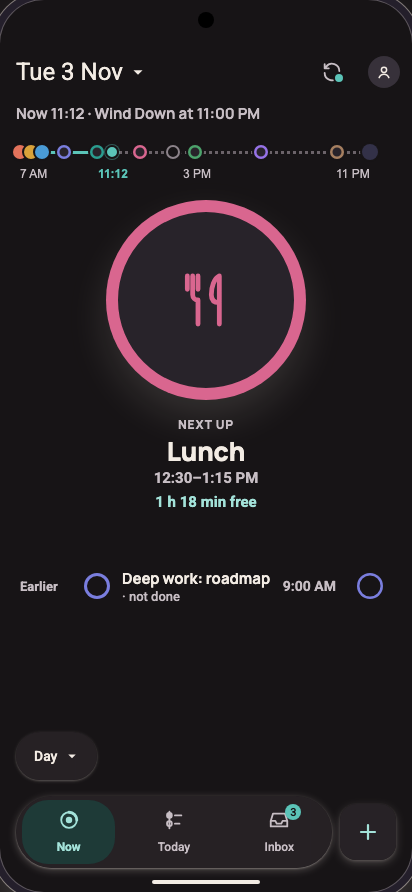 Tue 3 Nov
Now 11:12 · Wind Down at 11:00 PM
7 AM 11:12 3 PM 11 PM
NEXT UP
Lunch
12:30–1:15 PM
1 h 18 min free
Earlier Deep work: roadmap 9:00 AM
· not done
Day
3
Now Today Inbox